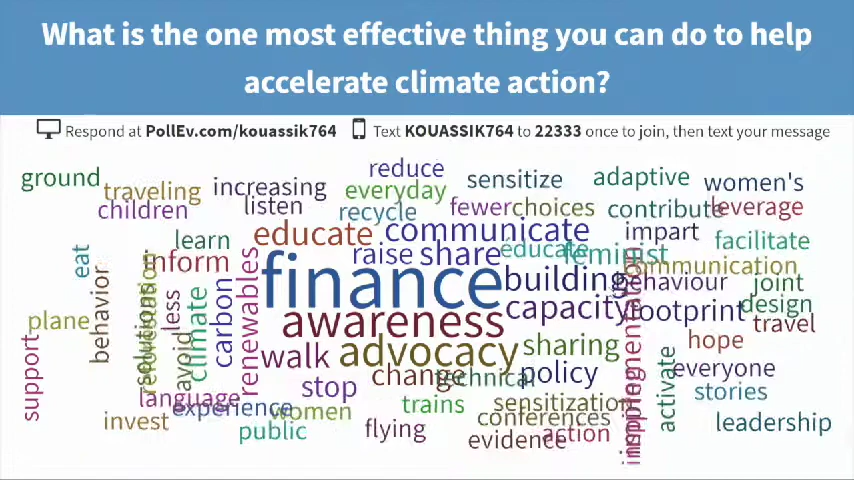 What is the one most effective thing you can do to help
accelerate climate action?
Respond at PollEv.com/kouassik764 Text KOUASSIK764 to 22333 once to join, then text your message
reduce
ground
traveling
increasing
everyday
sensitize
adaptive
women's
children
listen
recycle
fewer
choices
contribute
leverage
learn
educate
communicate
impart
facilitate
eat
inform
raise
share
educate
feminist
communication
finance
building
behaviour
joint
behavior
less
climate
carbon
renewables
capacity
footprint
design
plane
solutions
avoid
awareness
travel
support
walk
advocacy
sharing
hope
change
technical
policy
activate
everyone
stop
stories
language
experience
women
trains
sensitization
conferences
invest
public
flying
evidence
action
leadership